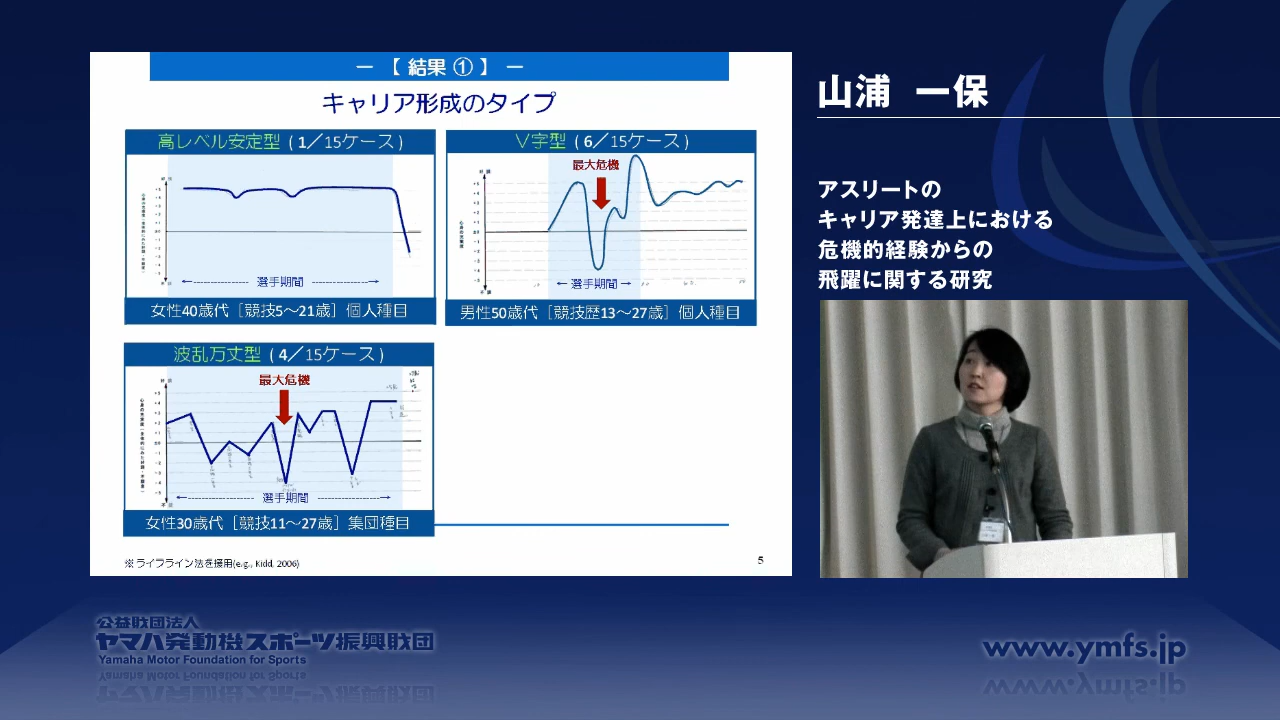 ― 【 結果 ① 】 ―
キャリア形成のタイプ
高レベル安定型 ( 1／15ケース )
選手期間
女性40歳代［競技5～21歳］個人種目
V字型 ( 6／15ケース )
最大危機
選手期間
男性50歳代［競技歴13～27歳］個人種目
波乱万丈型 ( 4／15ケース )
最大危機
選手期間
女性30歳代［競技11～27歳］集団種目
※ ライフライン法を援用(e.g., Kidd, 2006)
5
山浦 一保
アスリートの
キャリア発達上における
危機的経験からの
飛躍に関する研究
公益財団法人
ヤマハ発動機スポーツ振興財団
Yamaha Motor Foundation for Sports
www.ymfs.jp